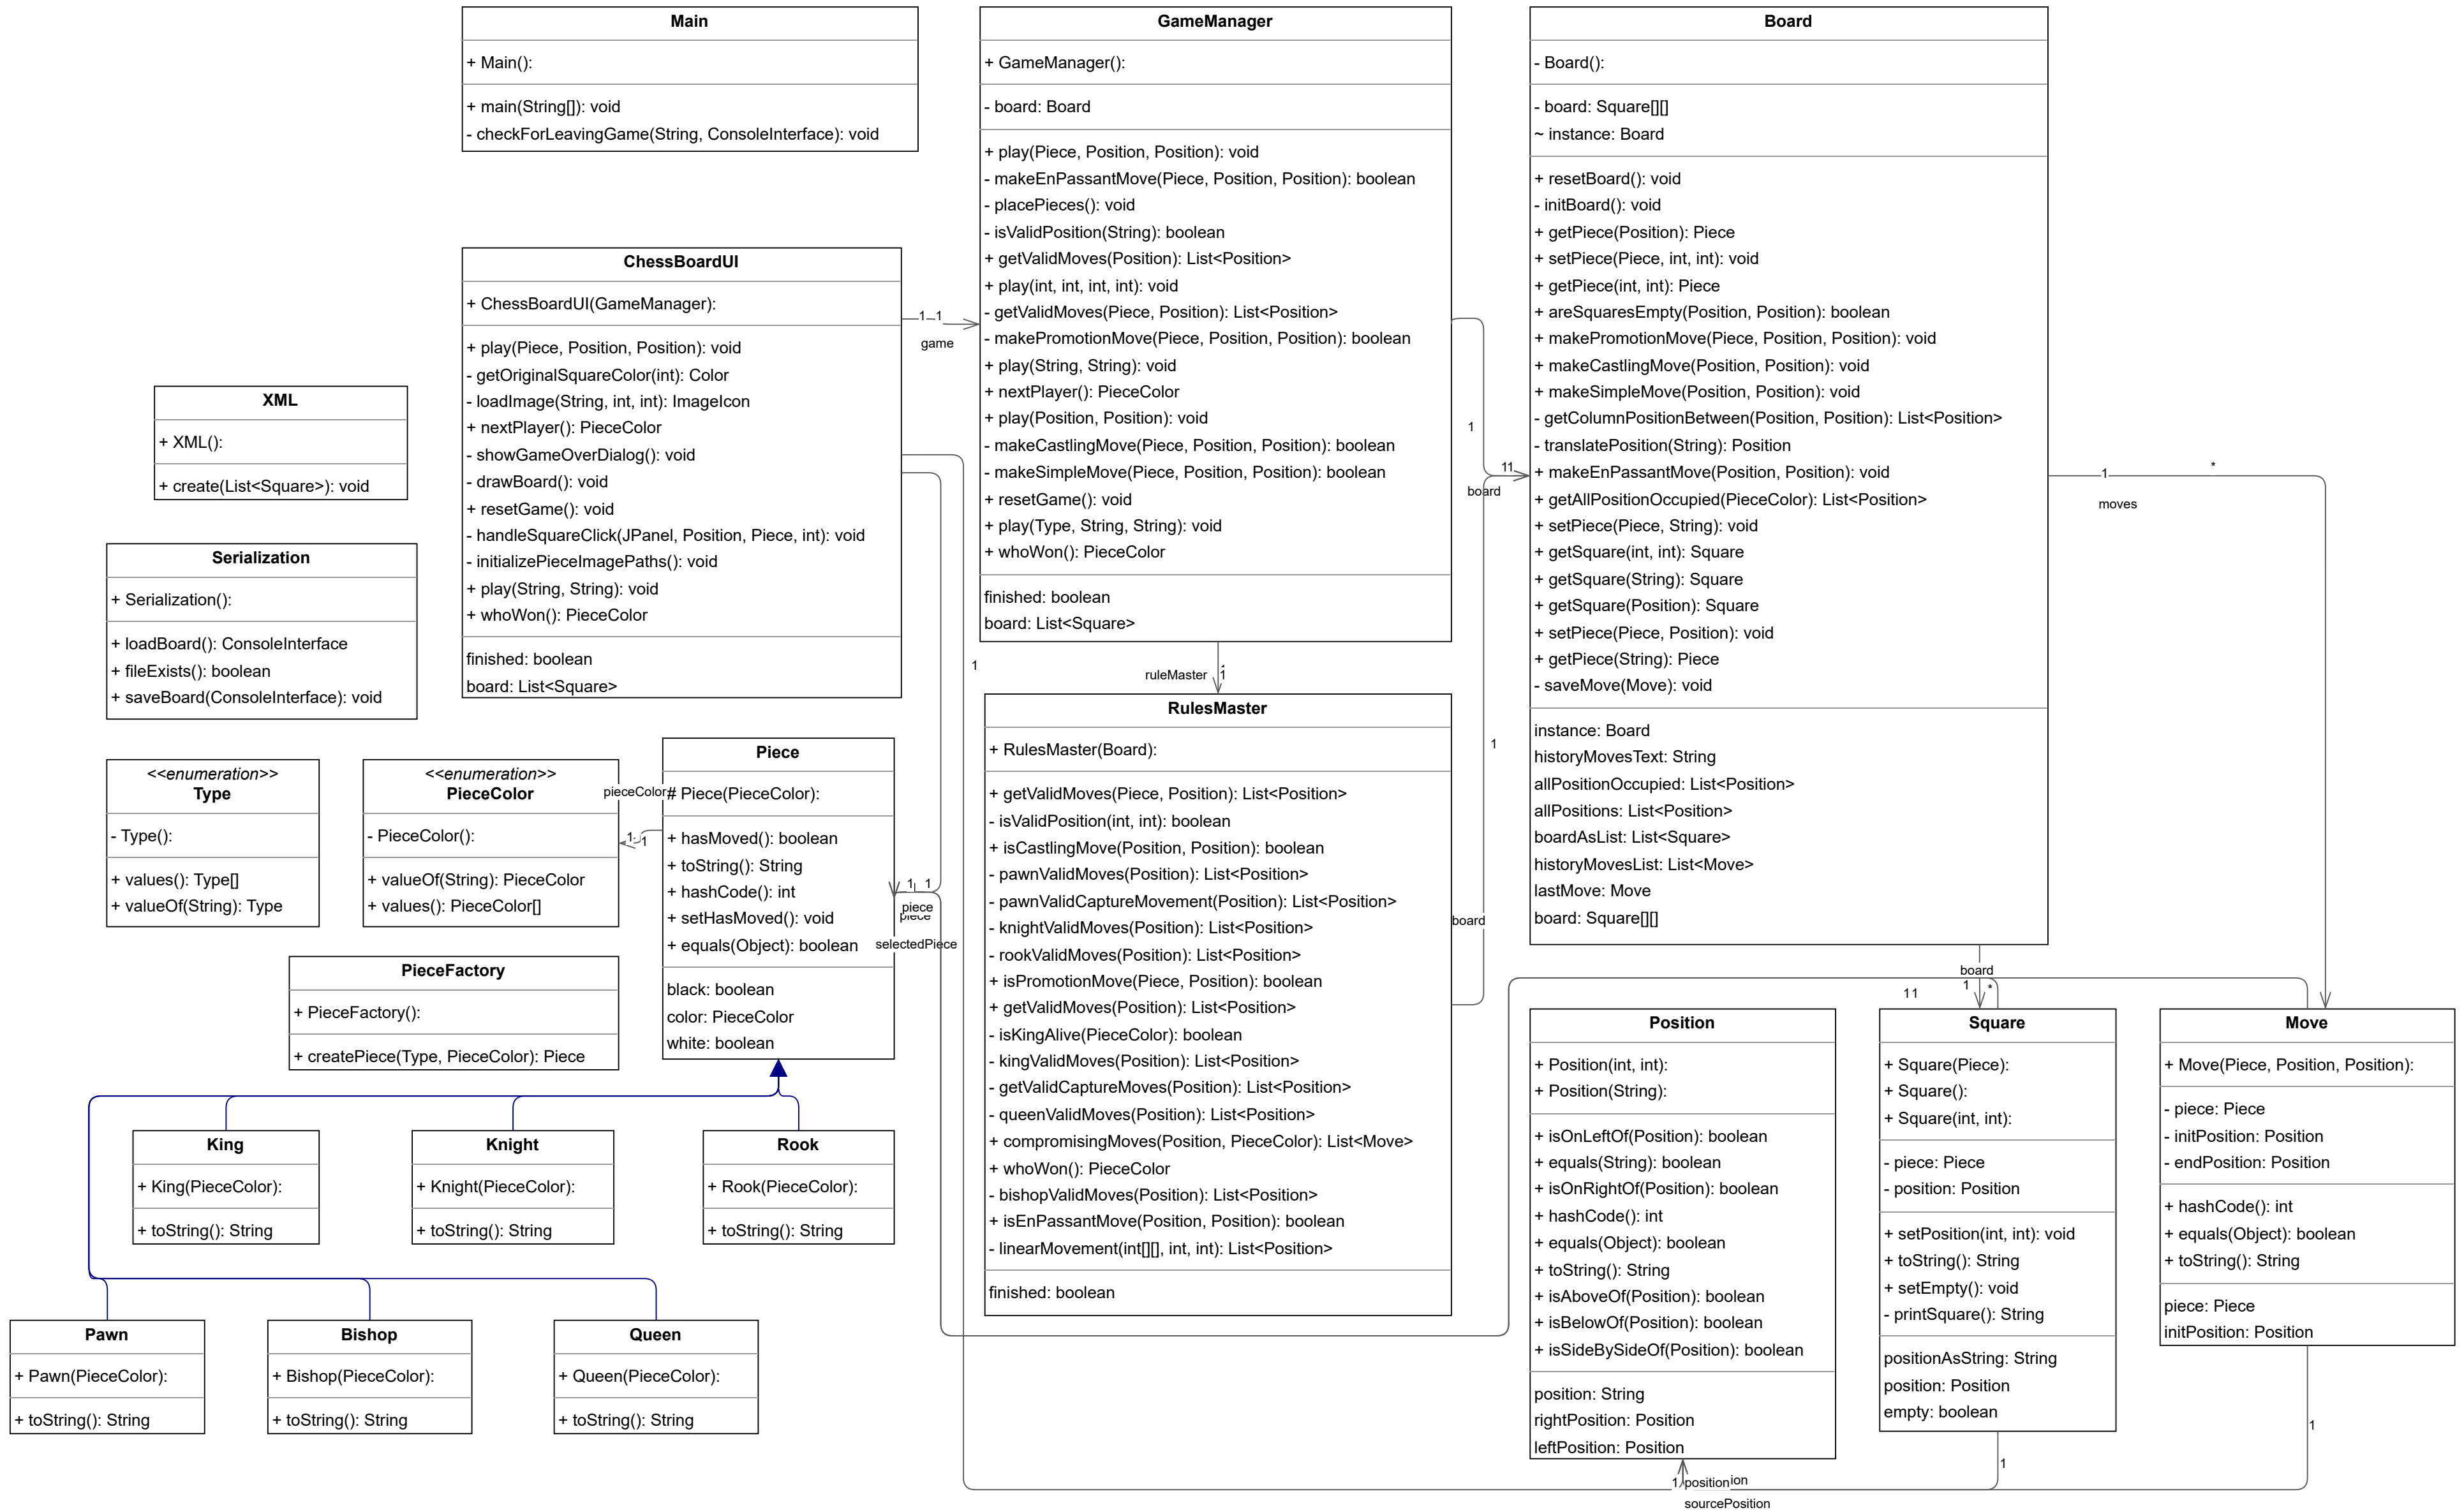 Main
+ Main():
+ main(String[]): void
- checkForLeavingGame(String, ConsoleInterface): void
GameManager
+ GameManager():
- board: Board
+ play(Piece, Position, Position): void
- makeEnPassantMove(Piece, Position, Position): boolean
- placePieces(): void
- isValidPosition(String): boolean
+ getValidMoves(Position): List<Position>
+ play(int, int, int, int): void
- getValidMoves(Piece, Position): List<Position>
- makePromotionMove(Piece, Position, Position): boolean
+ play(String, String): void
+ nextPlayer(): PieceColor
+ play(Position, Position): void
- makeCastlingMove(Piece, Position, Position): boolean
- makeSimpleMove(Piece, Position, Position): boolean
+ resetGame(): void
+ play(Type, String, String): void
+ whoWon(): PieceColor
finished: boolean
board: List<Square>
Board
- Board():
- board: Square[][]
~ instance: Board
+ resetBoard(): void
- initBoard(): void
+ getPiece(Position): Piece
+ setPiece(Piece, int, int): void
+ getPiece(int, int): Piece
+ areSquaresEmpty(Position, Position): boolean
+ makePromotionMove(Piece, Position, Position): void
+ makeCastlingMove(Position, Position): void
+ makeSimpleMove(Position, Position): void
- getColumnPositionBetween(Position, Position): List<Position>
- translatePosition(String): Position
+ makeEnPassantMove(Position, Position): void
+ getAllPositionOccupied(PieceColor): List<Position>
+ setPiece(Piece, String): void
+ getSquare(int, int): Square
+ getSquare(String): Square
+ getSquare(Position): Square
+ setPiece(Piece, Position): void
+ getPiece(String): Piece
- saveMove(Move): void
instance: Board
historyMovesText: String
allPositionOccupied: List<Position>
allPositions: List<Position>
boardAsList: List<Square>
historyMovesList: List<Move>
lastMove: Move
board: Square[][]
ChessBoardUI
+ ChessBoardUI(GameManager):
+ play(Piece, Position, Position): void
- getOriginalSquareColor(int): Color
- loadImage(String, int, int): ImageIcon
+ nextPlayer(): PieceColor
- showGameOverDialog(): void
- drawBoard(): void
+ resetGame(): void
- handleSquareClick(JPanel, Position, Piece, int): void
- initializePieceImagePaths(): void
+ play(String, String): void
+ whoWon(): PieceColor
finished: boolean
board: List<Square>
1 1
game
1
11
board
1
*
moves
XML
+ XML():
+ create(List<Square>): void
Serialization
+ Serialization():
+ loadBoard(): ConsoleInterface
+ fileExists(): boolean
+ saveBoard(ConsoleInterface): void
1
ruleMaster
1
1
RulesMaster
+ RulesMaster(Board):
+ getValidMoves(Piece, Position): List<Position>
- isValidPosition(int, int): boolean
+ isCastlingMove(Position, Position): boolean
- pawnValidMoves(Position): List<Position>
- pawnValidCaptureMovement(Position): List<Position>
- knightValidMoves(Position): List<Position>
- rookValidMoves(Position): List<Position>
+ isPromotionMove(Piece, Position): boolean
+ getValidMoves(Position): List<Position>
- isKingAlive(PieceColor): boolean
- kingValidMoves(Position): List<Position>
- getValidCaptureMoves(Position): List<Position>
- queenValidMoves(Position): List<Position>
+ compromisingMoves(Position, PieceColor): List<Move>
+ whoWon(): PieceColor
- bishopValidMoves(Position): List<Position>
+ isEnPassantMove(Position, Position): boolean
- linearMovement(int[][], int, int): List<Position>
finished: boolean
1
board
<<enumeration>>
Type
- Type():
+ values(): Type[]
+ valueOf(String): Type
<<enumeration>>
PieceColor
- PieceColor():
+ valueOf(String): PieceColor
+ values(): PieceColor[]
pieceColor
1
1
Piece
# Piece(PieceColor):
+ hasMoved(): boolean
+ toString(): String
+ hashCode(): int
+ setHasMoved(): void
+ equals(Object): boolean
black: boolean
color: PieceColor
white: boolean
1 1
piece
piece
selectedPiece
PieceFactory
+ PieceFactory():
+ createPiece(Type, PieceColor): Piece
board
1
*
11
King
+ King(PieceColor):
+ toString(): String
Knight
+ Knight(PieceColor):
+ toString(): String
Rook
+ Rook(PieceColor):
+ toString(): String
Pawn
+ Pawn(PieceColor):
+ toString(): String
Bishop
+ Bishop(PieceColor):
+ toString(): String
Queen
+ Queen(PieceColor):
+ toString(): String
Position
+ Position(int, int):
+ Position(String):
+ isOnLeftOf(Position): boolean
+ equals(String): boolean
+ isOnRightOf(Position): boolean
+ hashCode(): int
+ equals(Object): boolean
+ toString(): String
+ isAboveOf(Position): boolean
+ isBelowOf(Position): boolean
+ isSideBySideOf(Position): boolean
position: String
rightPosition: Position
leftPosition: Position
Square
+ Square(Piece):
+ Square():
+ Square(int, int):
- piece: Piece
- position: Position
+ setPosition(int, int): void
+ toString(): String
+ setEmpty(): void
- printSquare(): String
positionAsString: String
position: Position
empty: boolean
Move
+ Move(Piece, Position, Position):
- piece: Piece
- initPosition: Position
- endPosition: Position
+ hashCode(): int
+ equals(Object): boolean
+ toString(): String
piece: Piece
initPosition: Position
1
1
1
position
sourcePosition